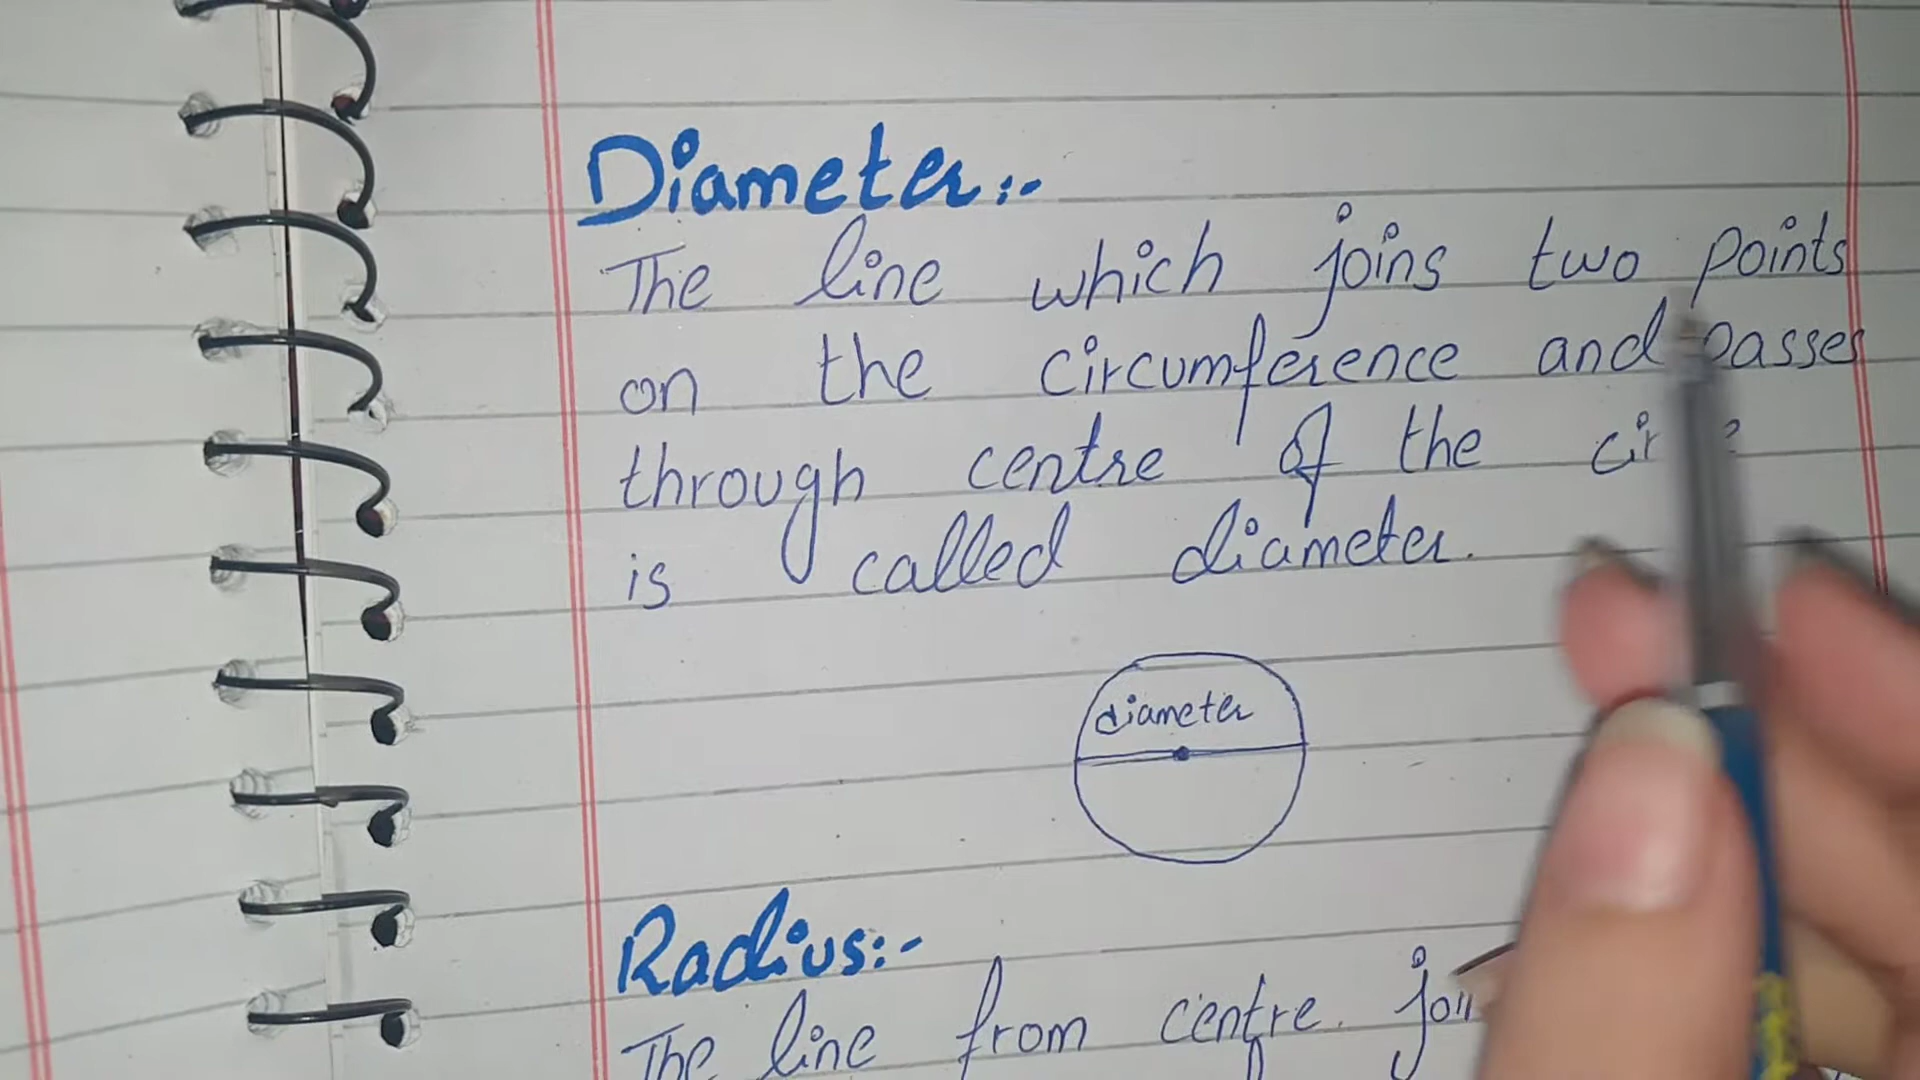 Diameter:-
The line which joins two points
on the circumference and passes
through centre of the
is called diameter.
diameter
Radius:-
The line from centre